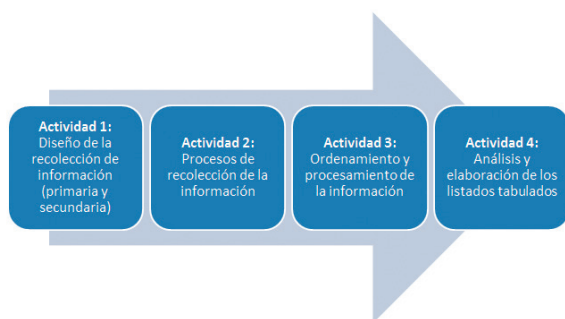 Actividad 1:
Diseño de la
recolección de
información
(primaria y
secundaria)
Actividad 2:
Procesos de
recolección de la
información
Actividad 3:
Ordenamiento y
procesamiento de
la información
Actividad 4:
Análisis y
elaboración de los
listados tabulados